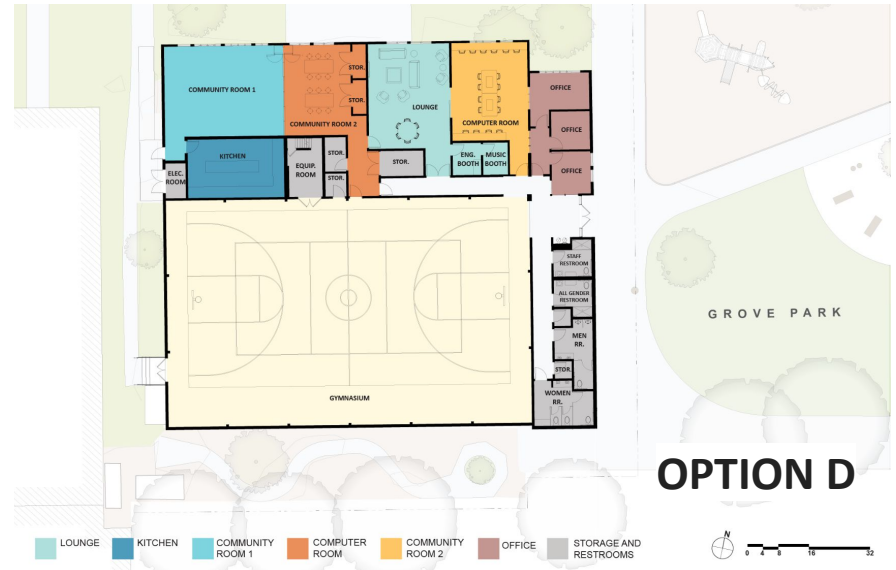 COMMUNITY ROOM 1
STOR.
STOR.
COMMUNITY ROOM 2
LOUNGE
COMPUTER ROOM
OFFICE
OFFICE
OFFICE
KITCHEN
ELEC.
ROOM
EQUIP.
ROOM
STOR.
STOR.
STOR.
ENG.
BOOTH
MUSIC
BOOTH
STAFF
RESTROOM
ALL GENDER
RESTROOM
MEN
RR.
STOR.
WOMEN
RR.
GYMNASIUM
GROVE PARK
OPTION D
LOUNGE
KITCHEN
COMMUNITY
ROOM 1
COMPUTER
ROOM
COMMUNITY
ROOM 2
OFFICE
STORAGE AND
RESTROOMS
N
0 4 8 16 32